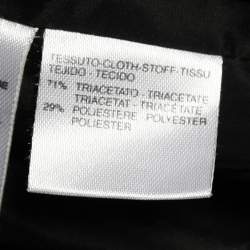 TESSUTO-CLOTH-STOFF-TISSU
TEJIDO - TECIDO
71% TRIACETATO - TRIACETATE
TRIACETAT - TRIACÉTATE
29% POLIESTERE - POLYESTER
POLIESTER